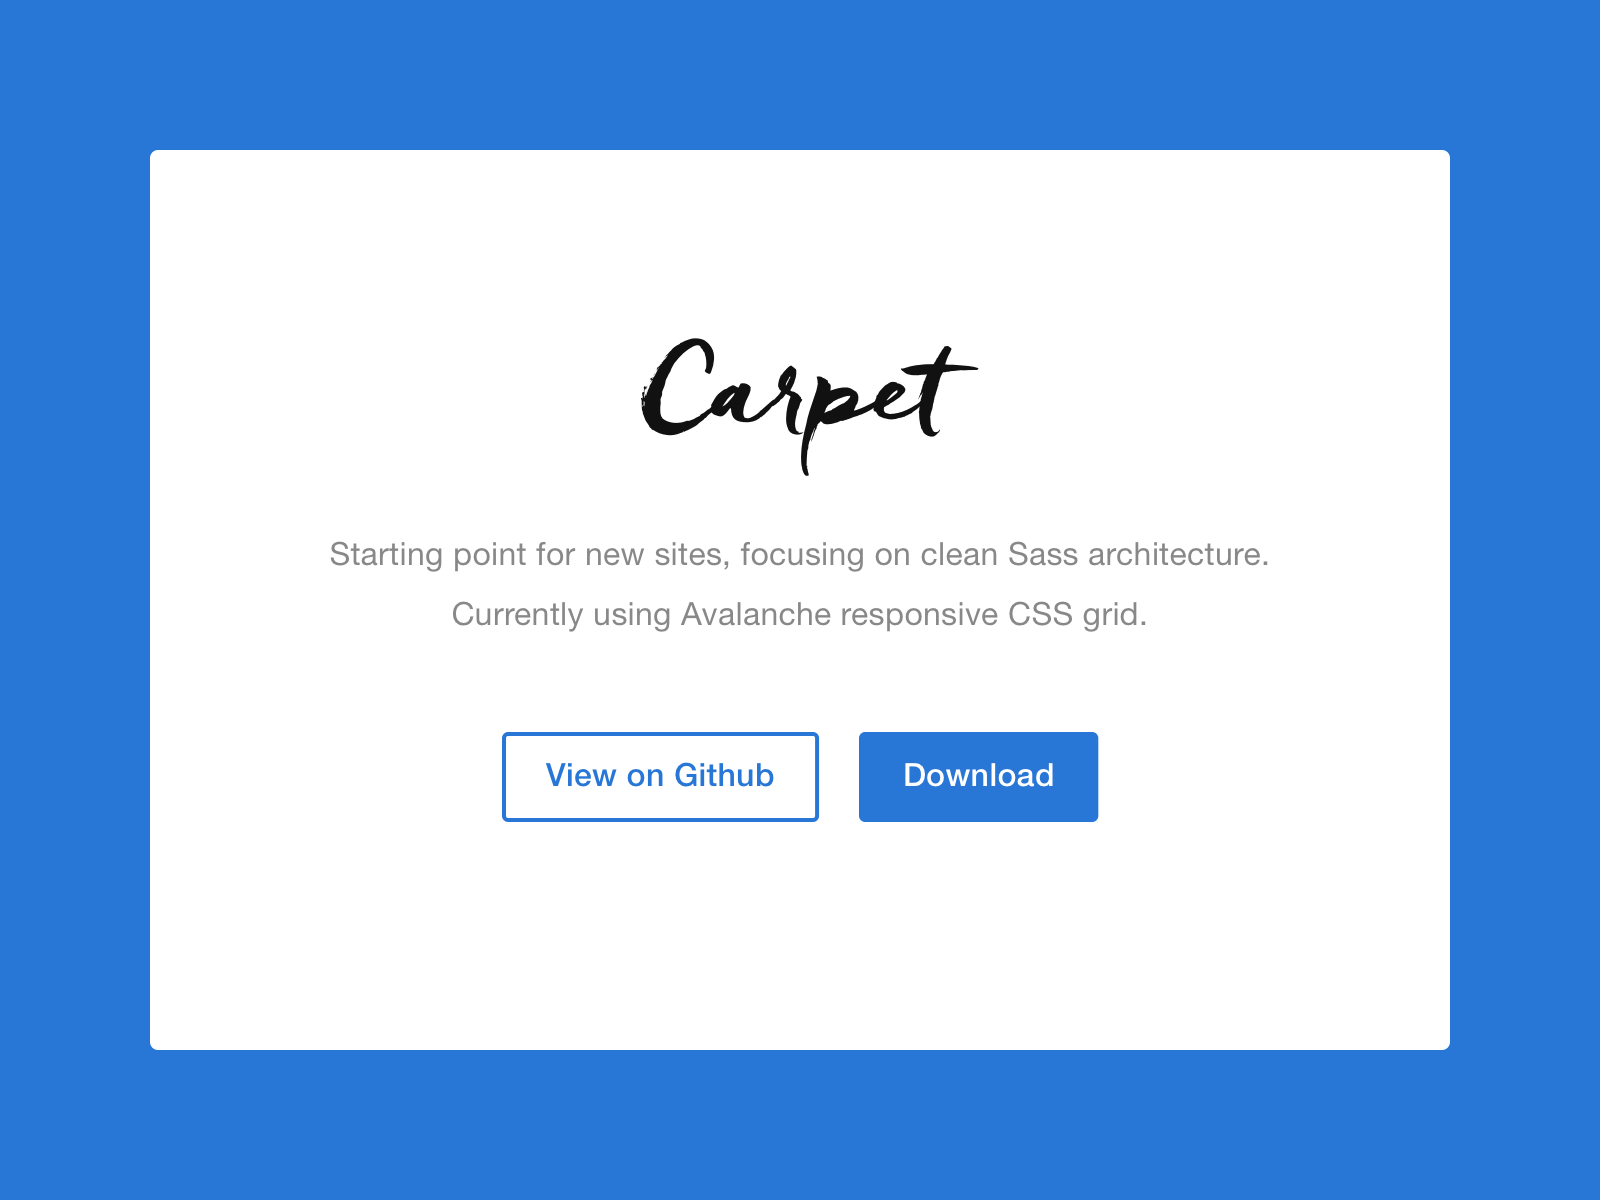 Carpet
Starting point for new sites, focusing on clean Sass architecture.
Currently using Avalanche responsive CSS grid.
View on Github
Download